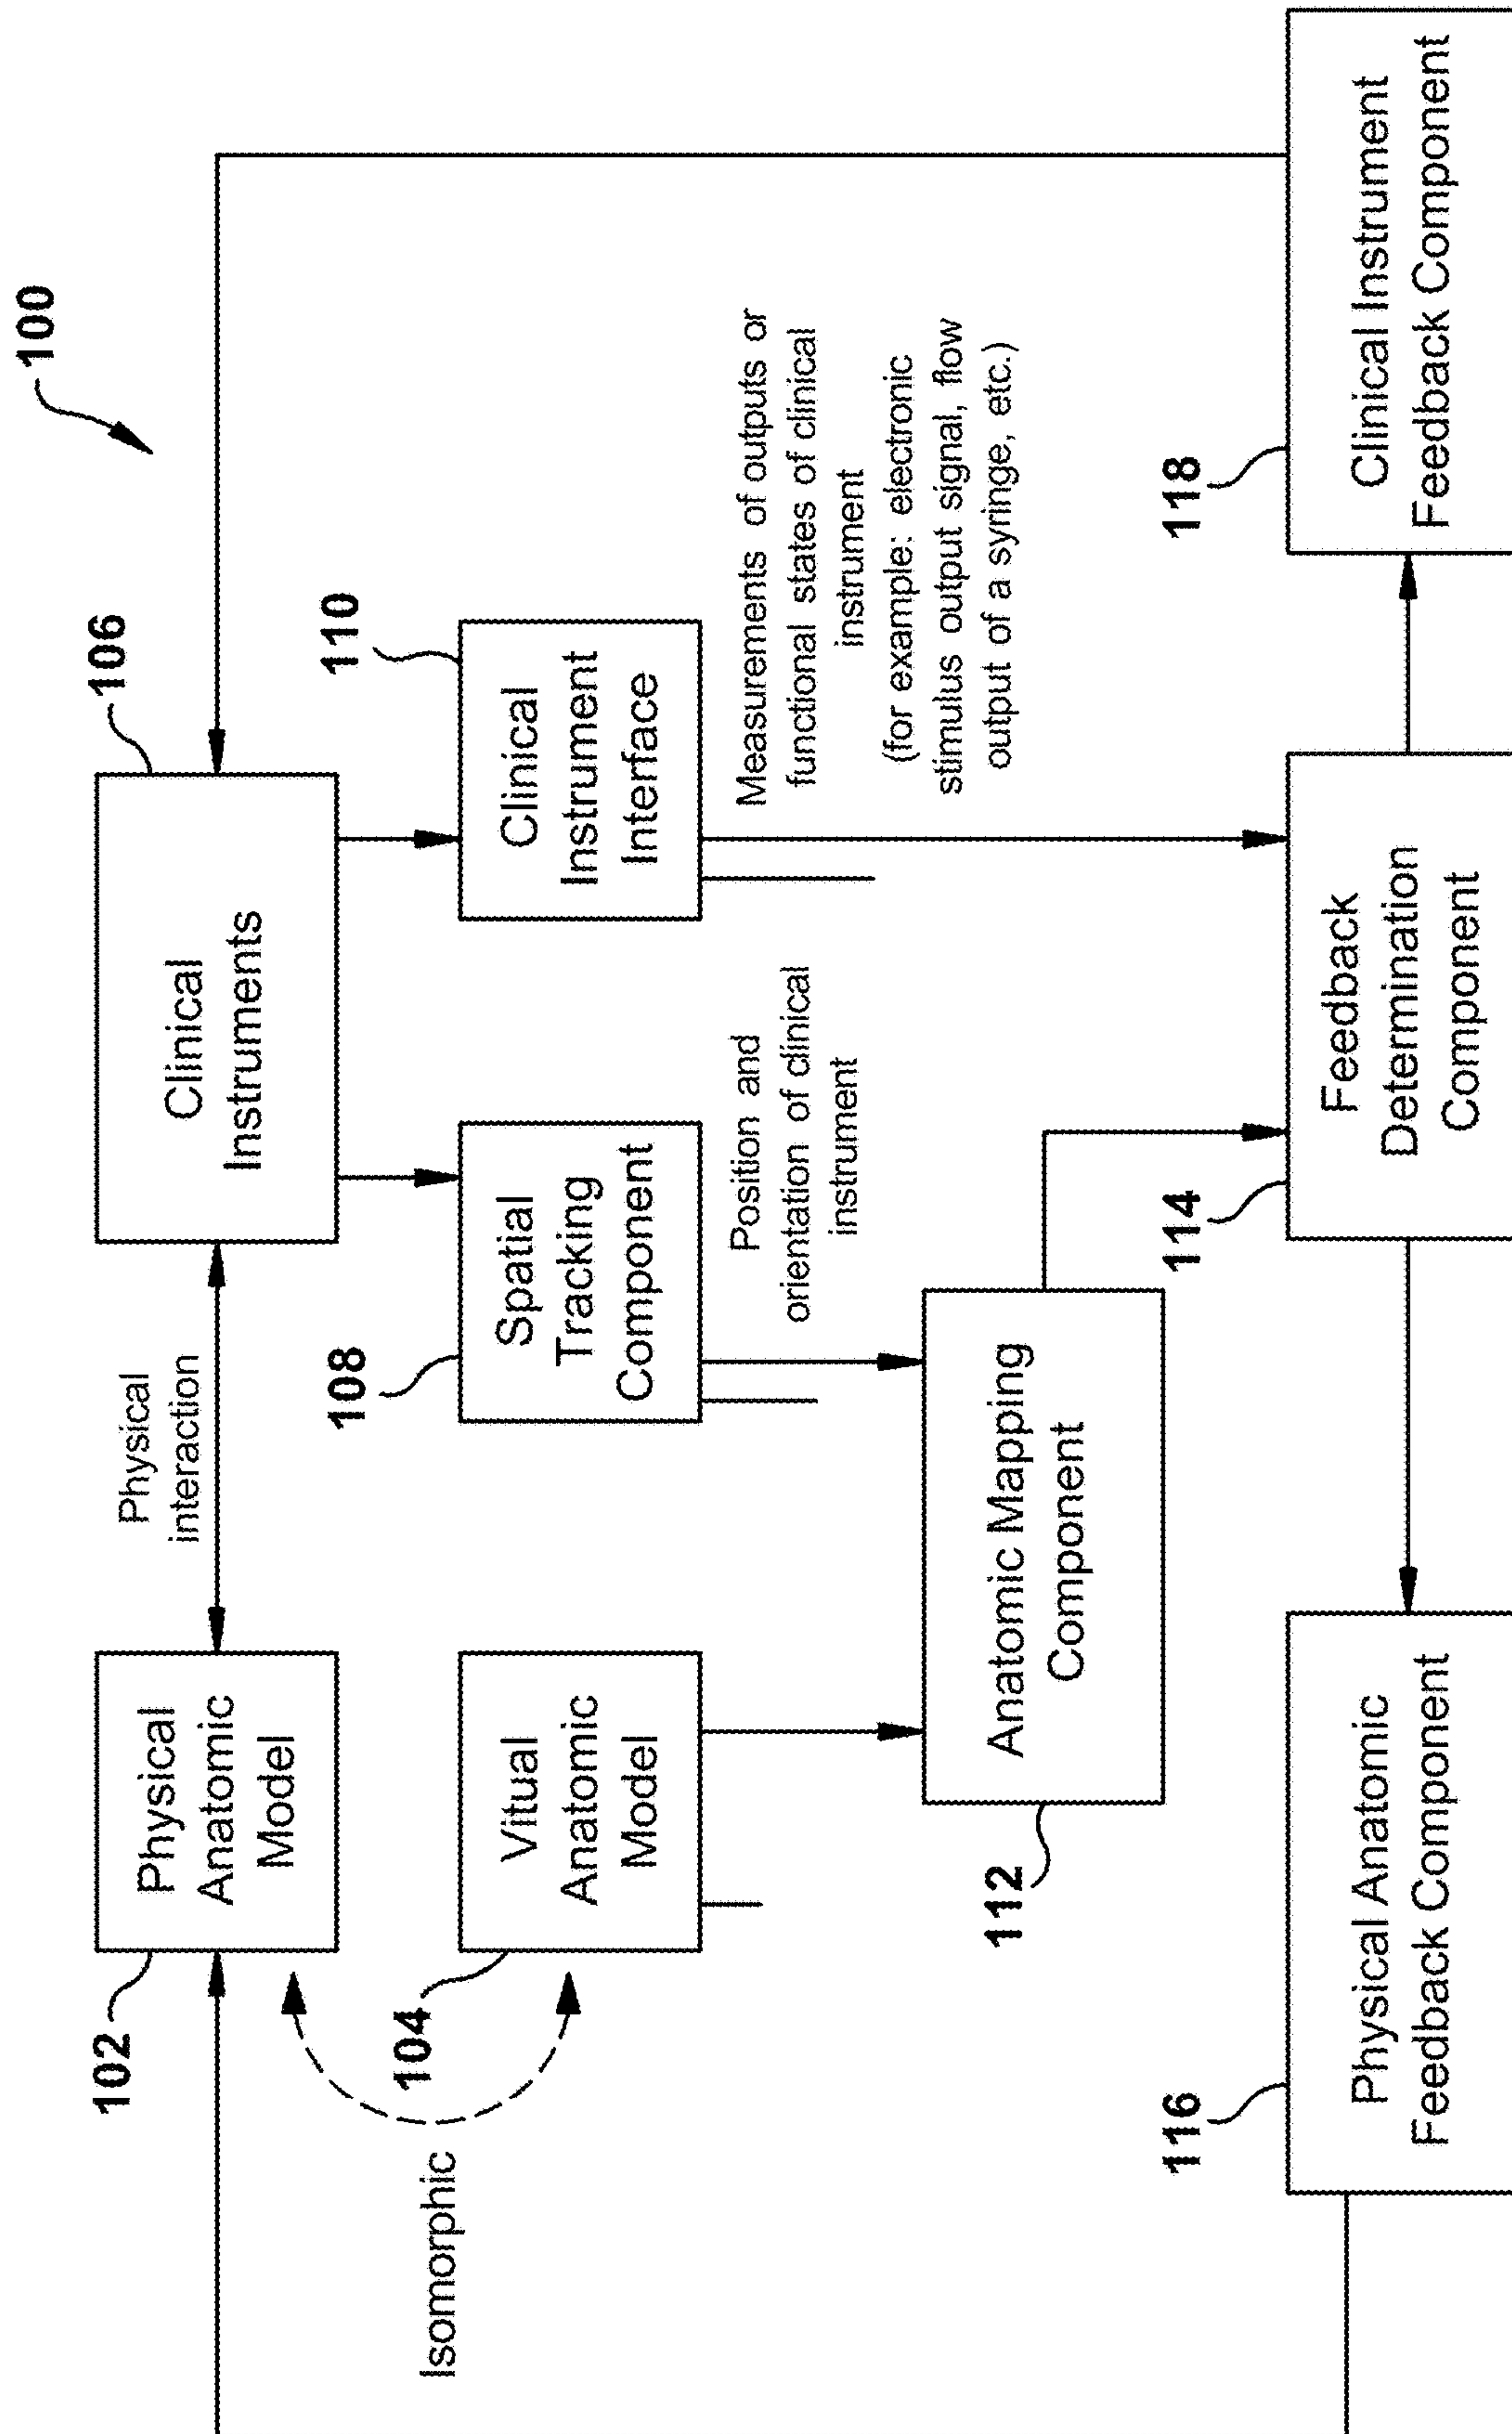 100
102
Physical
Anatomic
Model
Physical
interaction
106
Clinical
Instruments
Isomorphic
104
Vitual
Anatomic
Model
108
Spatial
Tracking
Component
110
Clinical
Instrument
Interface
Position and
orientation of clinical
instrument
Measurements of outputs or
functional states of clinical
instrument
(for example: electronic
stimulus output signal, flow
output of a syringe, etc.)
112
Anatomic Mapping
Component
116
Physical Anatomic
Feedback Component
114
Feedback
Determination
Component
118
Clinical Instrument
Feedback Component